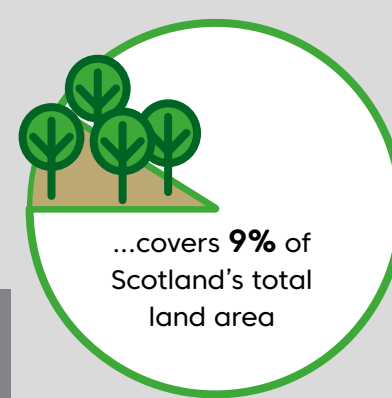 ...covers 9% of
Scotland’s total
land area